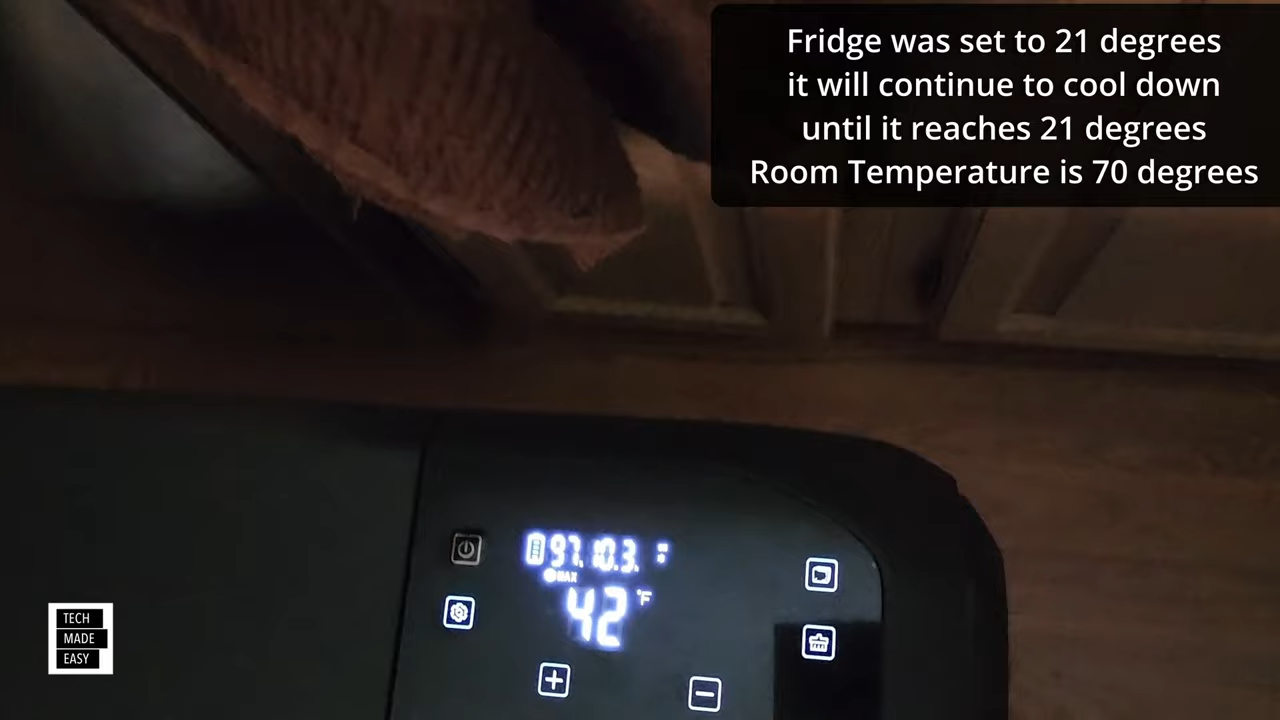 Fridge was set to 21 degrees
it will continue to cool down
until it reaches 21 degrees
Room Temperature is 70 degrees
MAX
42 °F
TECH
MADE
EASY